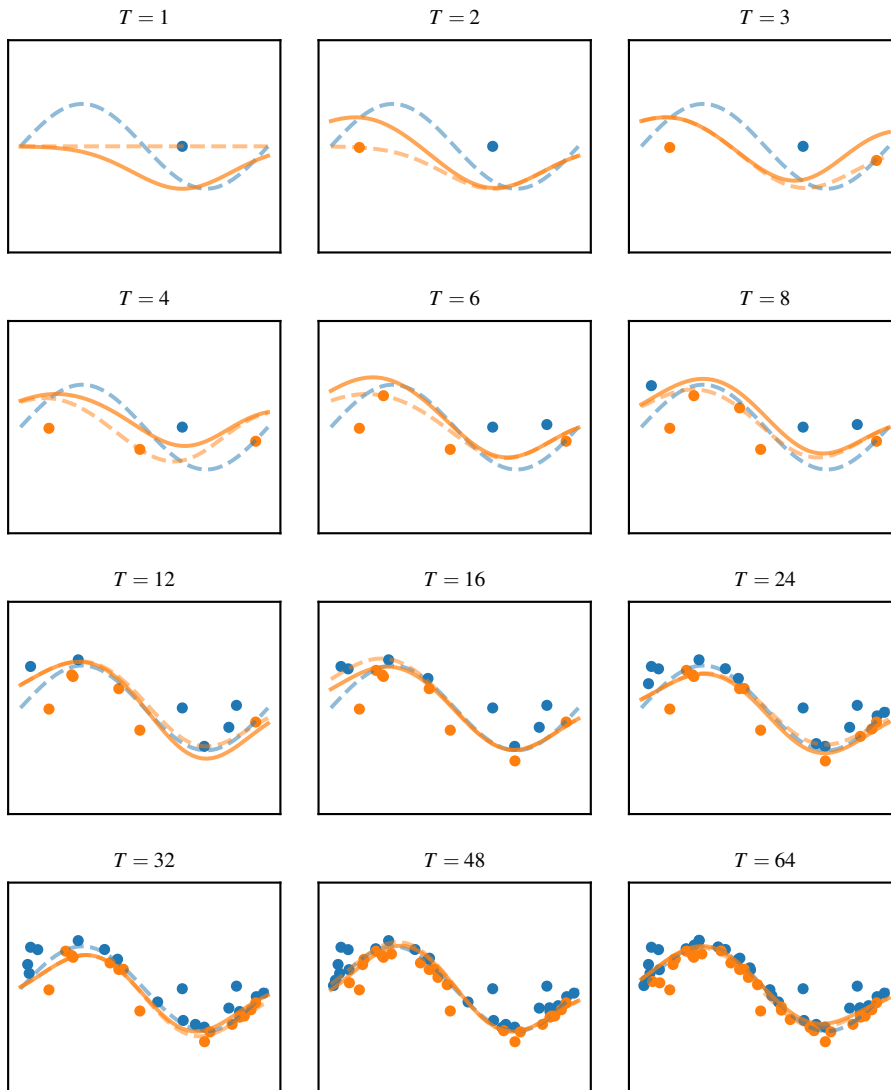 T = 1
T = 2
T = 3
T = 4
T = 6
T = 8
T = 12
T = 16
T = 24
T = 32
T = 48
T = 64